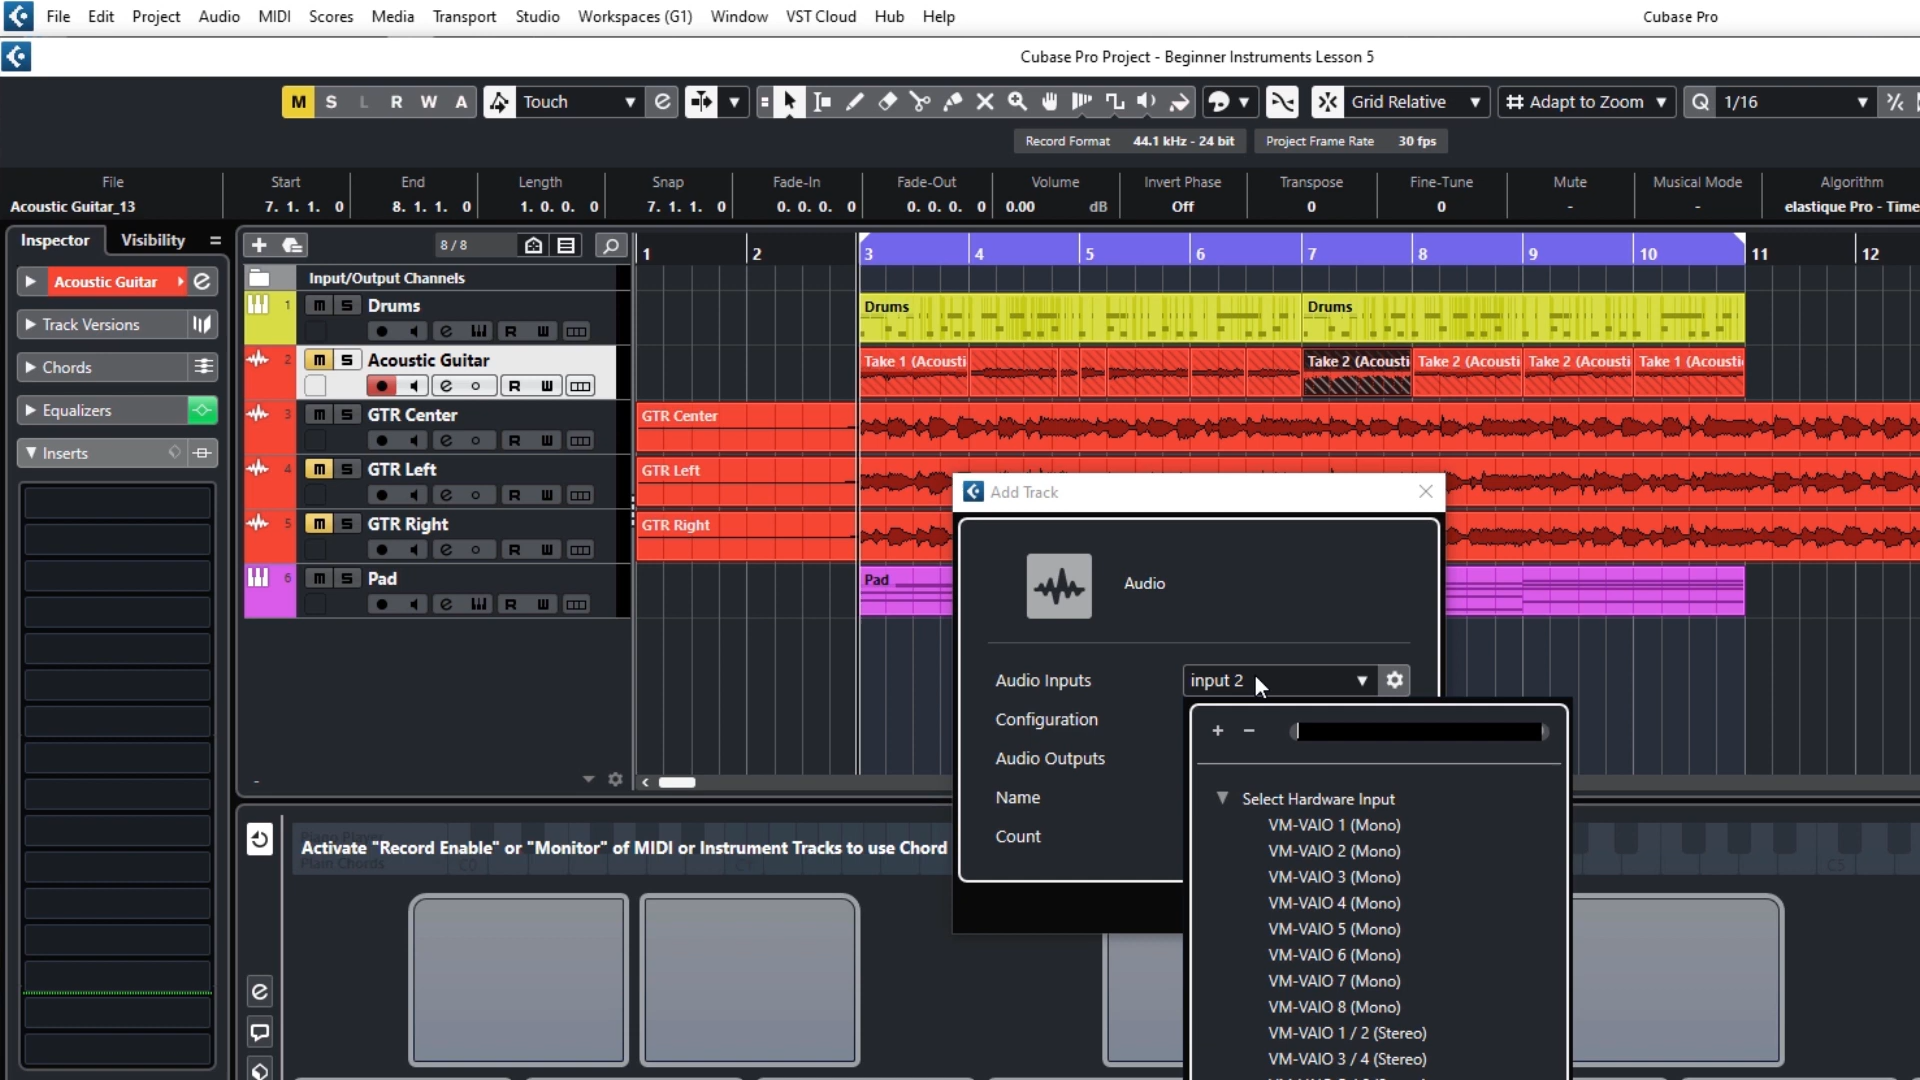 File Edit Project Audio MIDI Scores Media Transport Studio Workspaces (G1) Window VST Cloud Hub Help
Cubase Pro
Cubase Pro Project - Beginner Instruments Lesson 5
M S L R W A
Touch
Grid Relative
Adapt to Zoom
Q 1/16
Record Format 44.1 kHz - 24 bit
Project Frame Rate 30 fps
File Start End Length Snap Fade-In Fade-Out Volume Invert Phase Transpose Fine-Tune Mute Musical Mode Algorithm
Acoustic Guitar_13 7. 1. 1. 0 8. 1. 1. 0 1. 0. 0. 0 7. 1. 1. 0 0. 0. 0. 0 0. 0. 0. 0 0.00 dB Off 0 0 - - elastique Pro - Time
Inspector Visibility
8 / 8
1 2 3 4 5 6 7 8 9 10 11 12
Acoustic Guitar
Track Versions
Chords
Equalizers
Inserts
Input/Output Channels
1 m S Drums
R W
Drums Drums
2 m S Acoustic Guitar
R W
Take 1 (Acousti Take 2 (Acousti Take 2 (Acousti Take 2 (Acousti Take 1 (Acousti
3 m S GTR Center
R W
GTR Center
4 m S GTR Left
R W
GTR Left
5 m S GTR Right
R W
GTR Right
6 m S Pad
R W
Pad
-
Add Track
Audio
Audio Inputs input 2
Configuration
Audio Outputs
Name
Count
+ -
Select Hardware Input
VM-VAIO 1 (Mono)
VM-VAIO 2 (Mono)
VM-VAIO 3 (Mono)
VM-VAIO 4 (Mono)
VM-VAIO 5 (Mono)
VM-VAIO 6 (Mono)
VM-VAIO 7 (Mono)
VM-VAIO 8 (Mono)
VM-VAIO 1 / 2 (Stereo)
VM-VAIO 3 / 4 (Stereo)
Piano Player
Activate "Record Enable" or "Monitor" of MIDI or Instrument Tracks to use Chord
Plain Chords
C0
C5